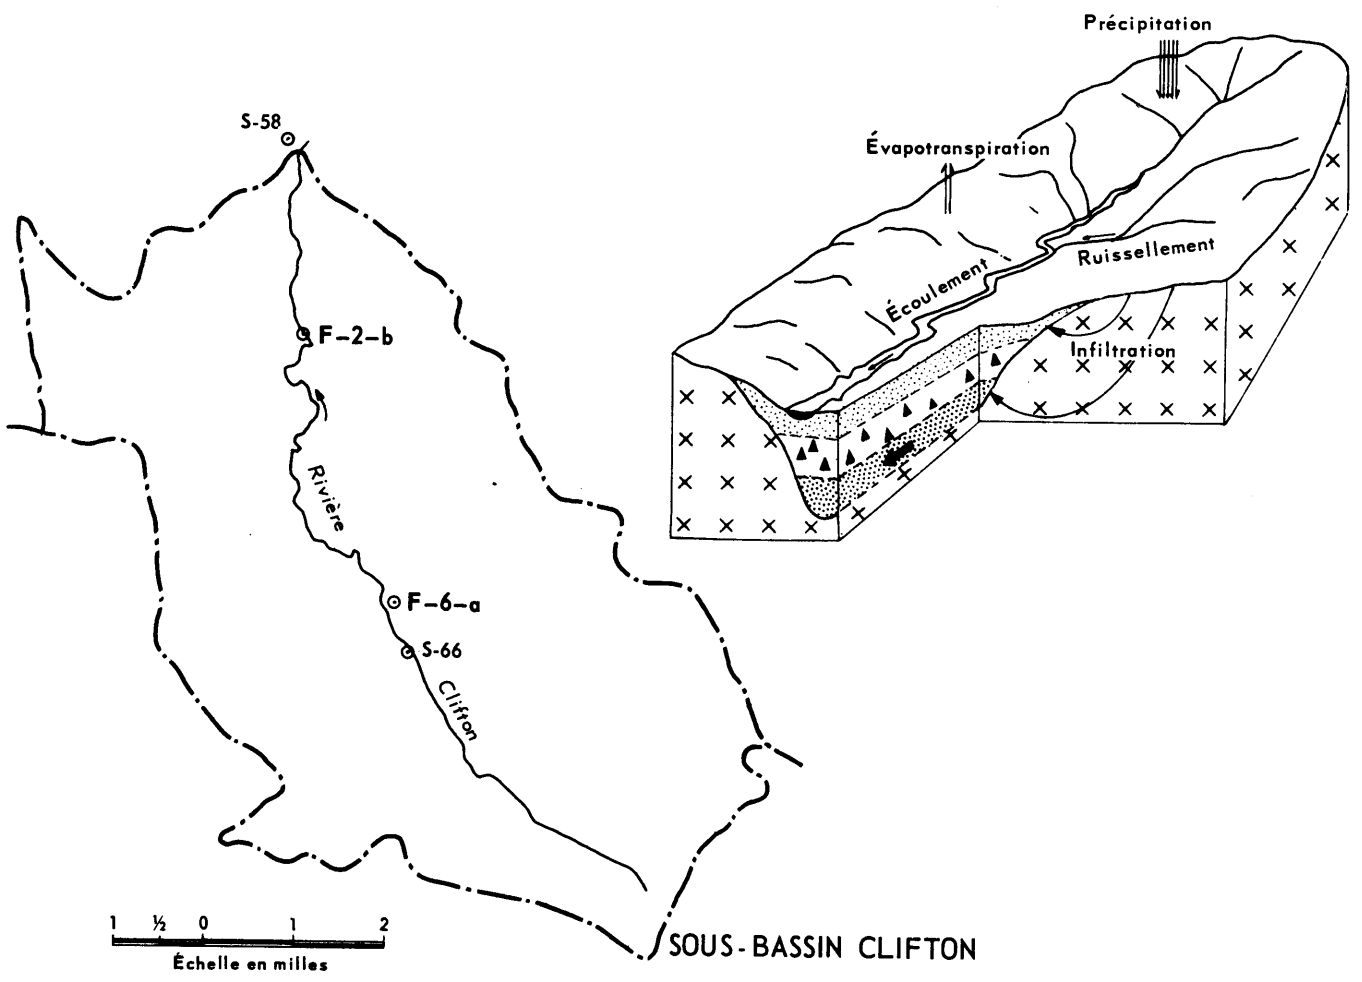 Précipitation
Évapotranspiration
Écoulement
Ruissellement
Infiltration
S-58
F-2-b
Rivière
F-6-a
S-66
Clifton
1 ½ 0 1 2
Échelle en milles
SOUS-BASSIN CLIFTON